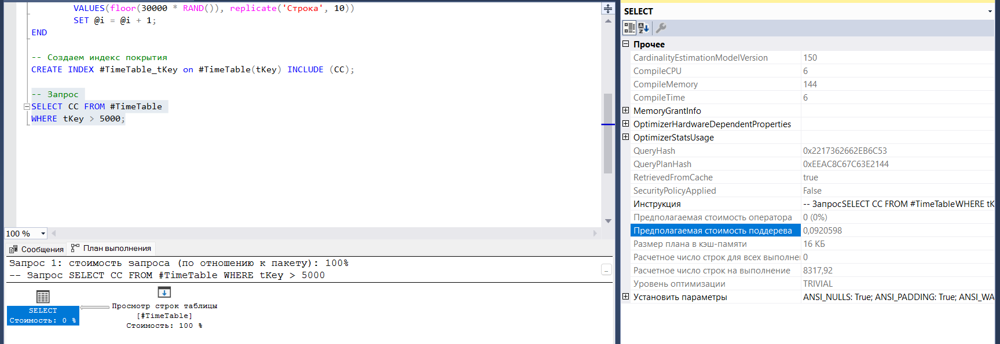 VALUES(floor(30000 * RAND()), replicate('Строка', 10))
SET @i = @i + 1;
END
-- Создаем индекс покрытия
CREATE INDEX #TimeTable_tKey on #TimeTable(tKey) INCLUDE (CC);
-- Запрос
SELECT CC FROM #TimeTable
WHERE tKey > 5000;
100 %
Сообщения
План выполнения
Запрос 1: стоимость запроса (по отношению к пакету): 100%
-- Запрос SELECT CC FROM #TimeTable WHERE tKey > 5000
SELECT
Стоимость: 0 %
Просмотр строк таблицы
[#TimeTable]
Стоимость: 100 %
SELECT
Прочее
CardinalityEstimationModelVersion 150
CompileCPU 6
CompileMemory 144
CompileTime 6
MemoryGrantInfo
OptimizerHardwareDependentProperties
OptimizerStatsUsage
QueryHash 0x2217362662EB6C53
QueryPlanHash 0xEEAC8C67C63E2144
RetrievedFromCache true
SecurityPolicyApplied False
Инструкция -- ЗапросSELECT CC FROM #TimeTableWHERE tK
Предполагаемая стоимость оператора 0 (0%)
Предполагаемая стоимость поддерева 0,0920598
Размер плана в кэш-памяти 16 КБ
Расчетное число строк для всех выполне 0
Расчетное число строк на выполнение 8317,92
Уровень оптимизации TRIVIAL
Установить параметры ANSI_NULLS: True; ANSI_PADDING: True; ANSI_WA